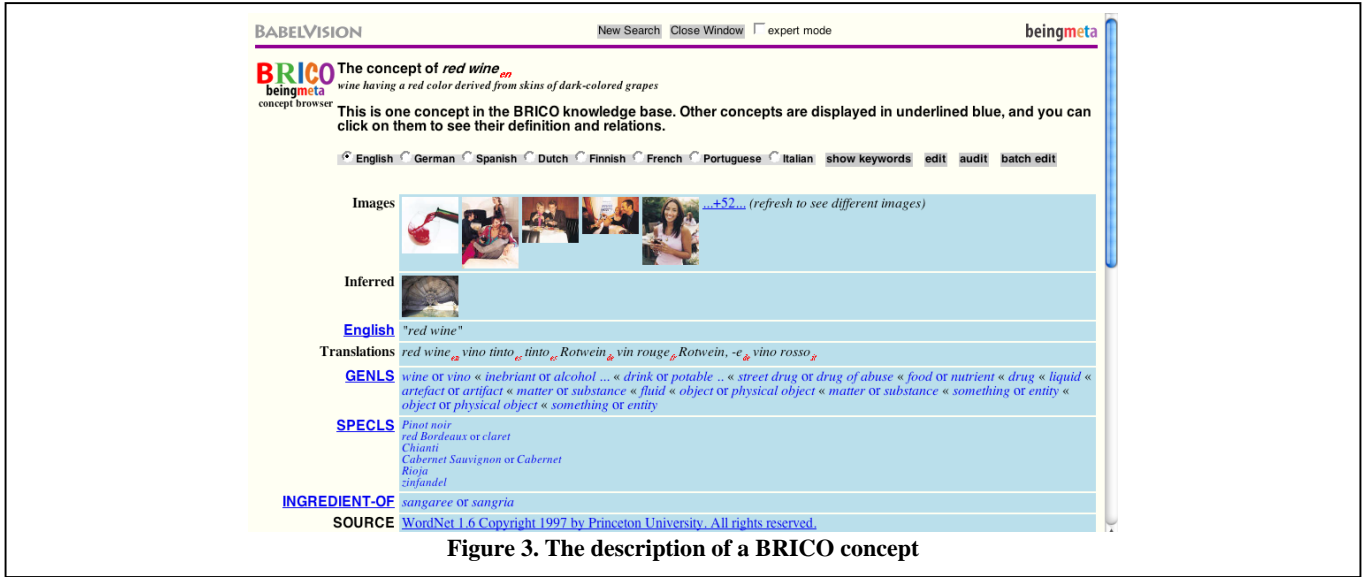 BABELVISION New Search Close Window expert mode beingmeta
BRICO
beingmeta
concept browser
The concept of red wine en
wine having a red color derived from skins of dark-colored grapes
This is one concept in the BRICO knowledge base. Other concepts are displayed in underlined blue, and you can
click on them to see their definition and relations.
English German Spanish Dutch Finnish French Portuguese Italian show keywords edit audit batch edit
Images ...+52... (refresh to see different images)
Inferred
English "red wine"
Translations red wine en vino tinto es tinto es Rotwein de vin rouge fr Rotwein, -e de vino rosso it
GENLS wine or vino « inebriant or alcohol ... « drink or potable .. « street drug or drug of abuse « food or nutrient « drug « liquid «
artefact or artifact « matter or substance « fluid « object or physical object « matter or substance « something or entity «
object or physical object « something or entity
SPECLS Pinot noir
red Bordeaux or claret
Chianti
Cabernet Sauvignon or Cabernet
Rioja
zinfandel
INGREDIENT-OF sangaree or sangria
SOURCE WordNet 1.6 Copyright 1997 by Princeton University. All rights reserved.
Figure 3. The description of a BRICO concept